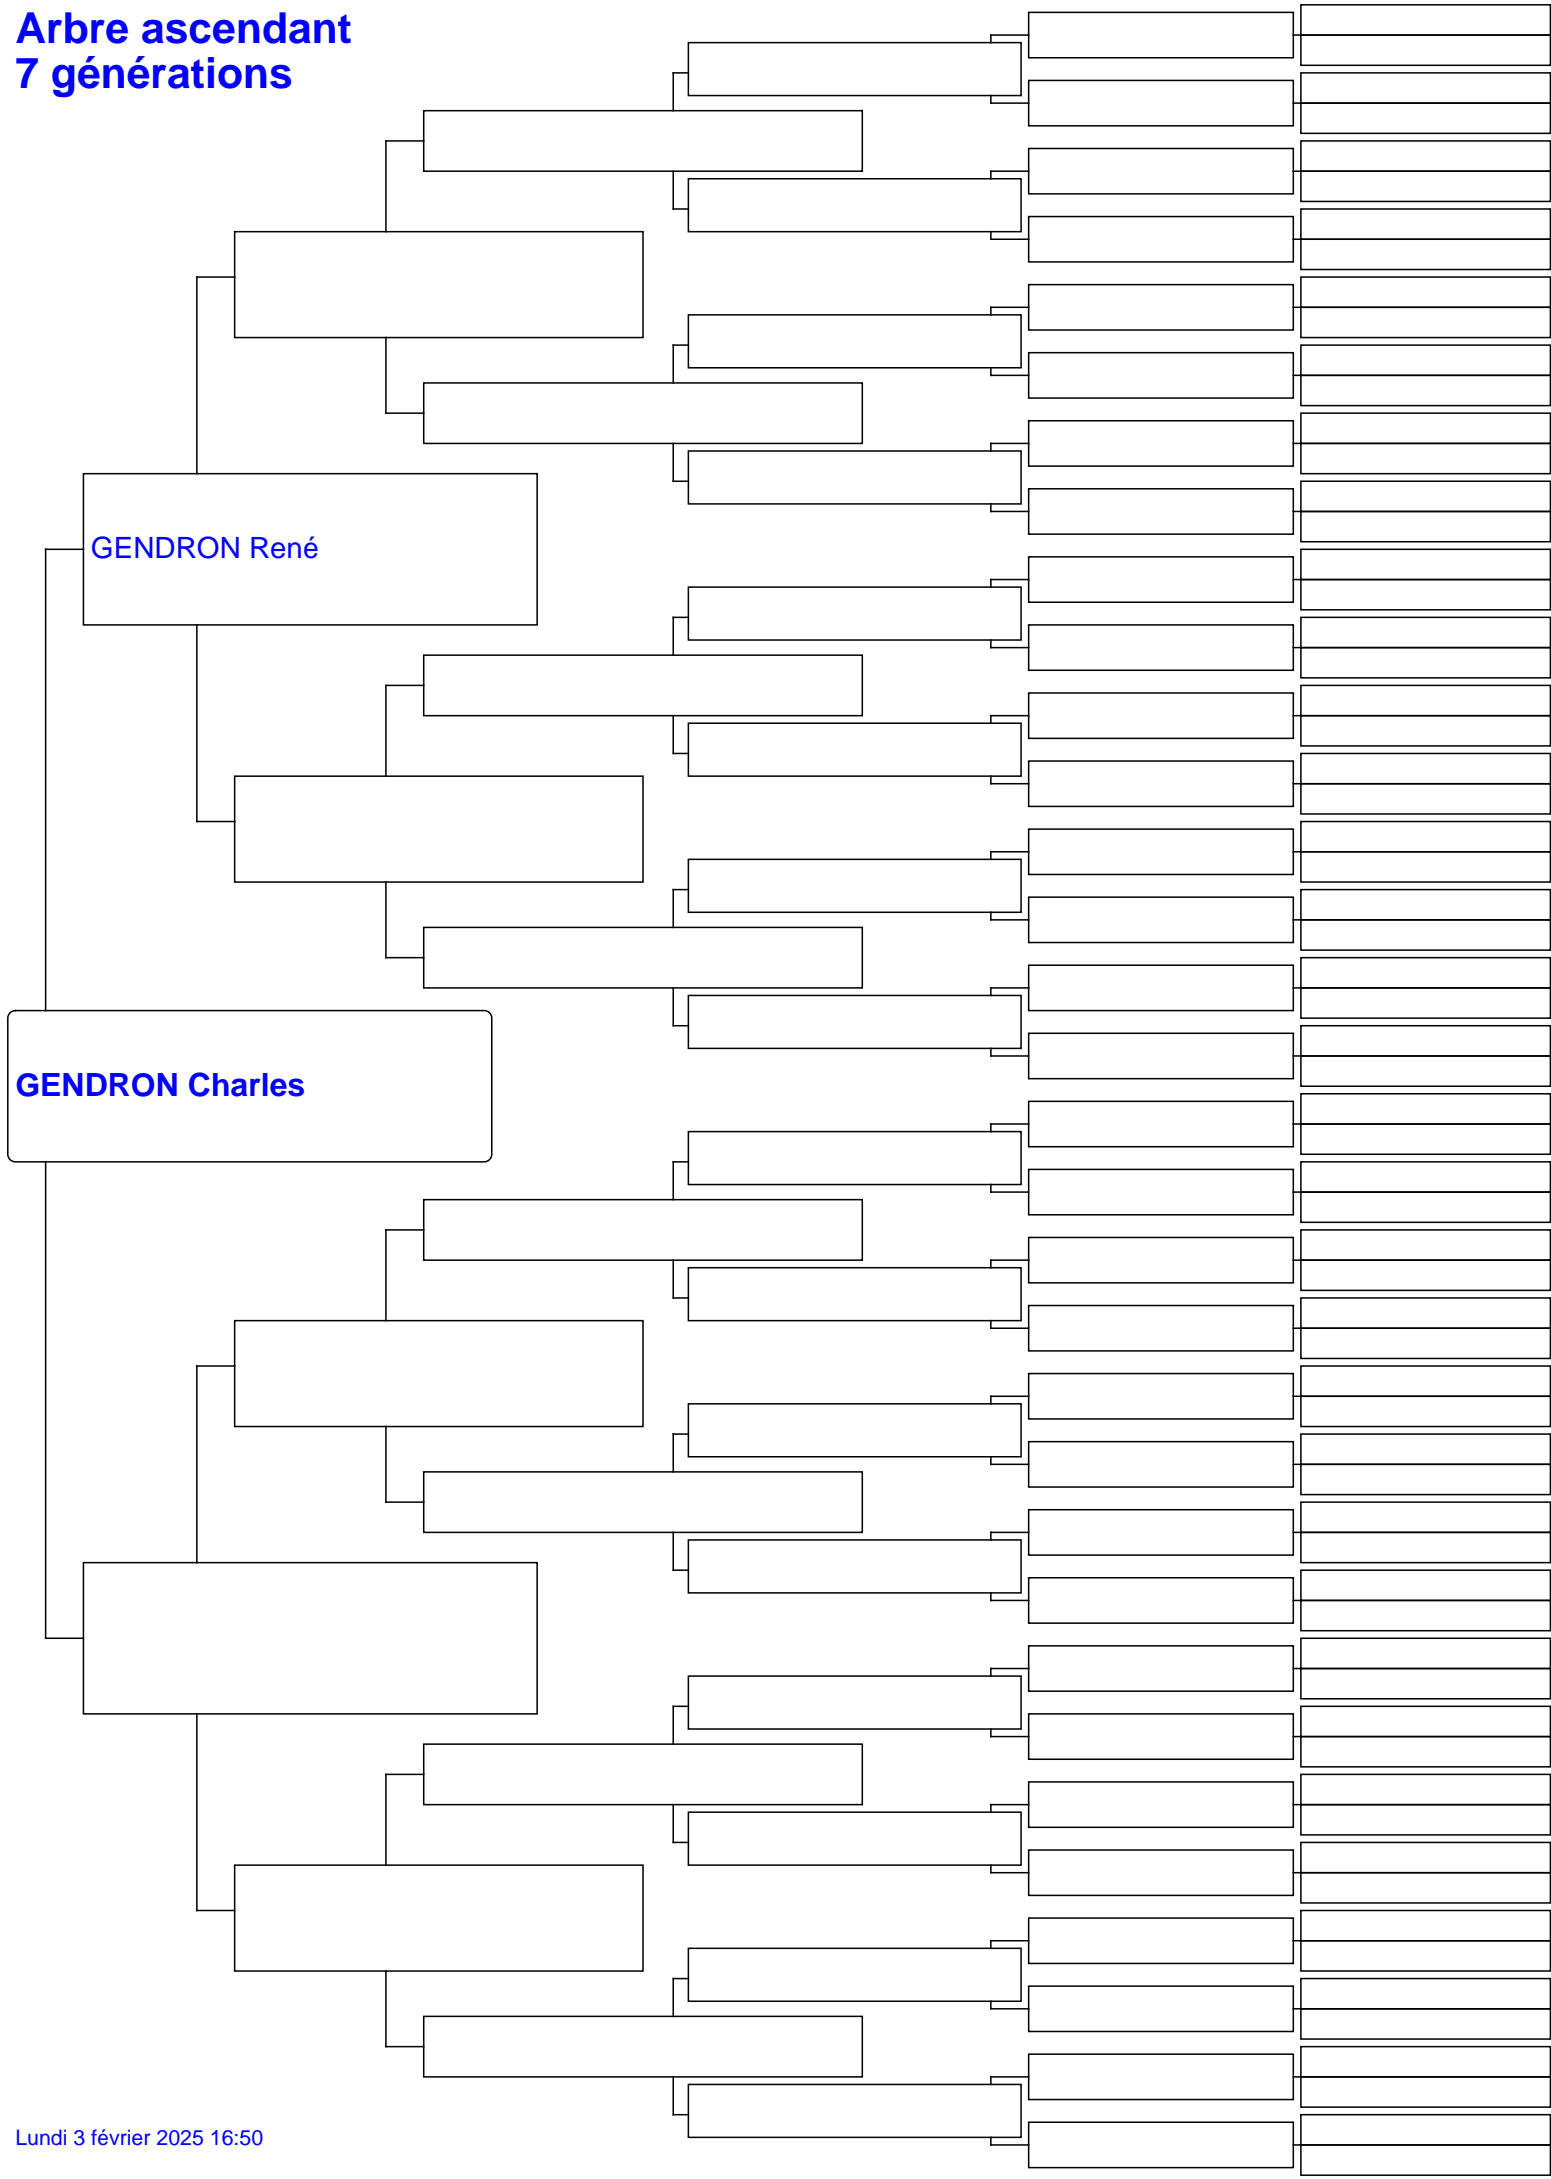 Arbre ascendant
7 générations
GENDRON René
GENDRON Charles
Lundi 3 février 2025 16:50